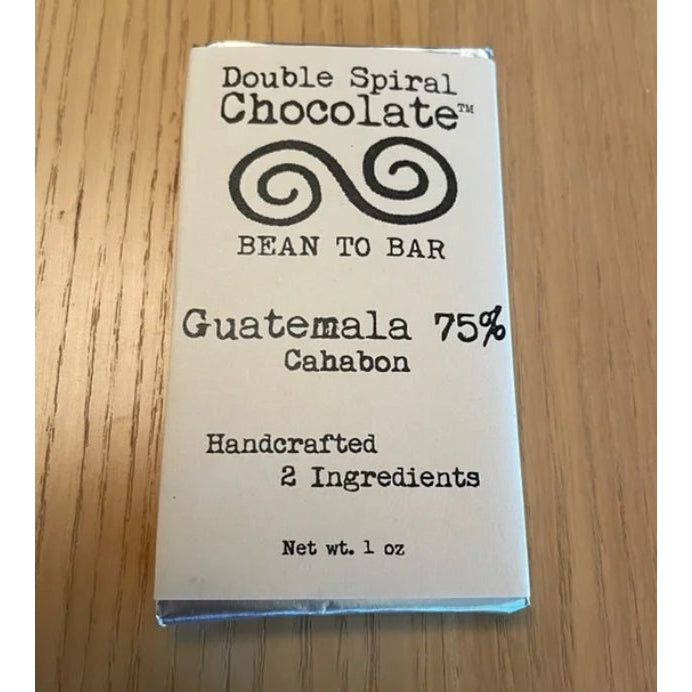 Double Spiral
Chocolate™
BEAN TO BAR
Guatemala 75%
Cahabon
Handcrafted
2 Ingredients
Net wt. 1 oz